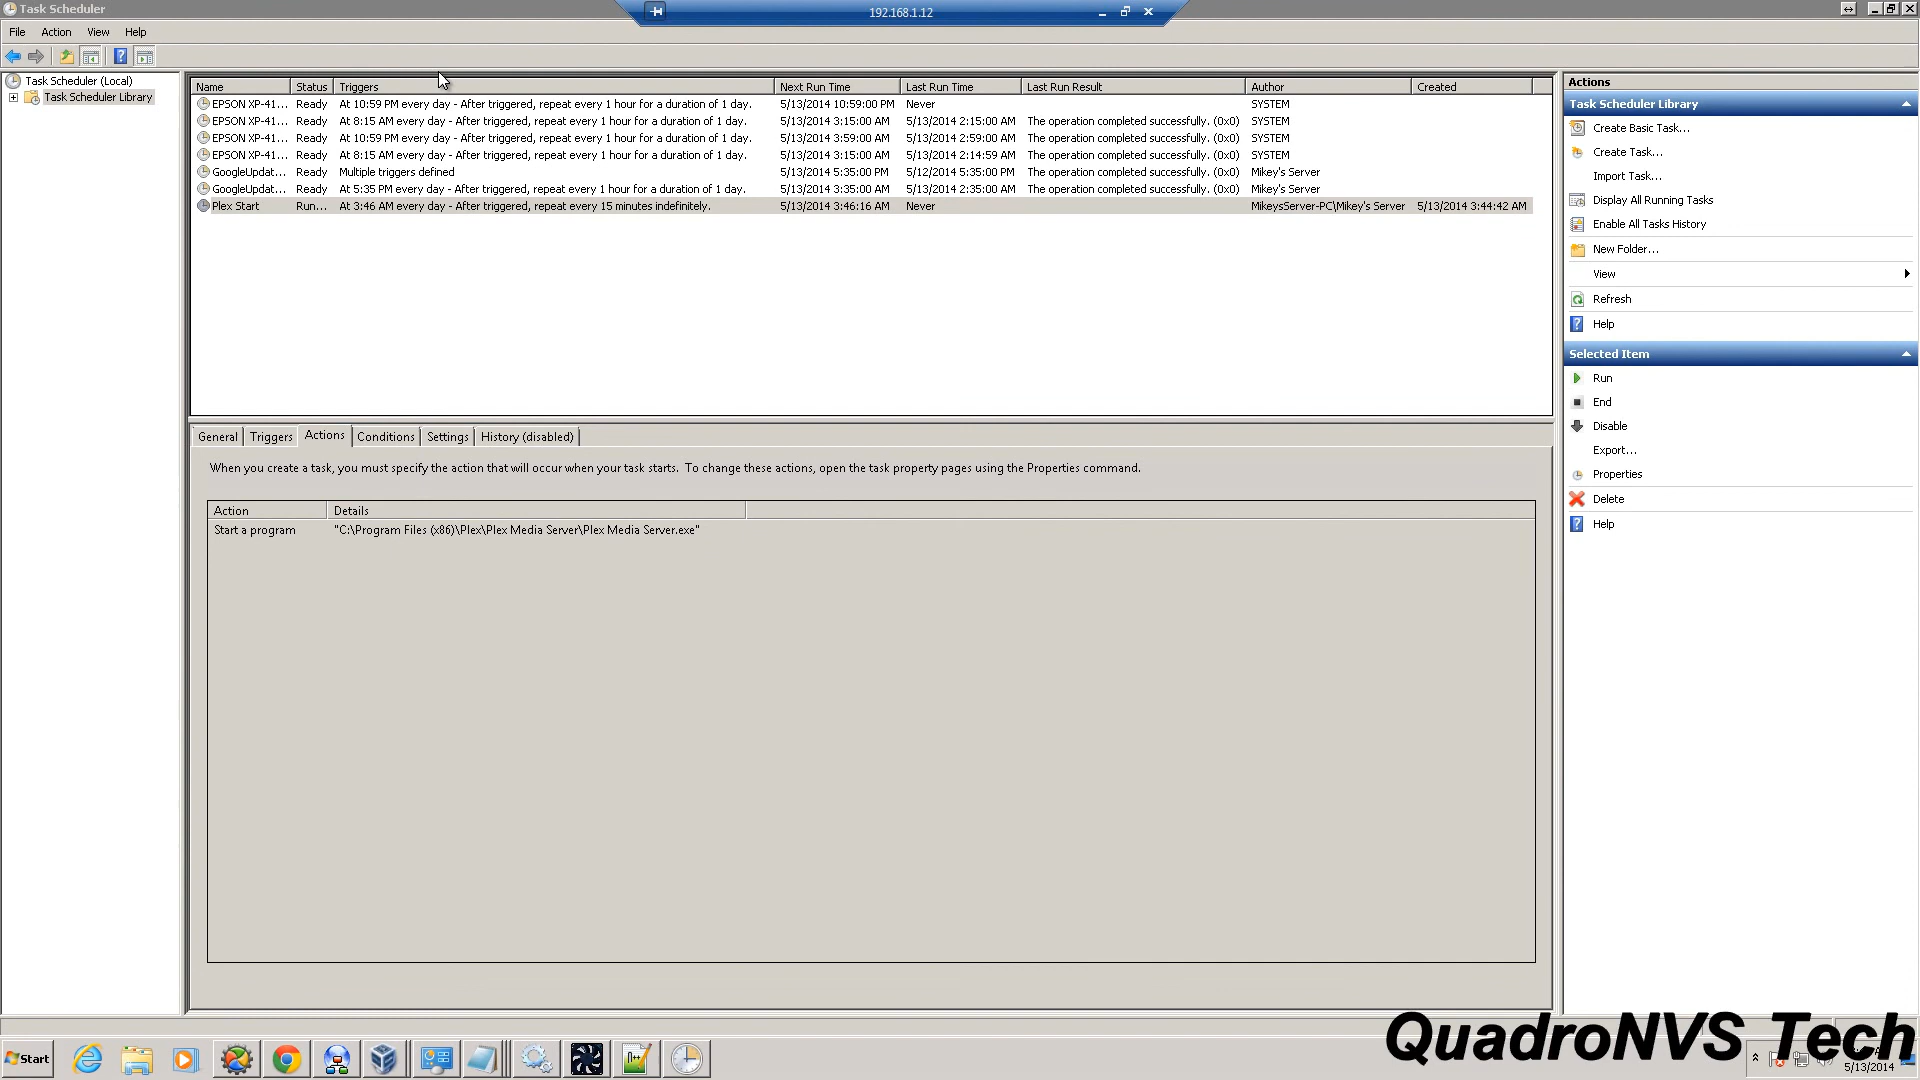 Task Scheduler
192.168.1.12
File Action View Help
Task Scheduler (Local)
Task Scheduler Library
Name Status Triggers Next Run Time Last Run Time Last Run Result Author Created
EPSON XP-41... Ready At 10:59 PM every day - After triggered, repeat every 1 hour for a duration of 1 day. 5/13/2014 10:59:00 PM Never SYSTEM
EPSON XP-41... Ready At 8:15 AM every day - After triggered, repeat every 1 hour for a duration of 1 day. 5/13/2014 3:15:00 AM 5/13/2014 2:15:00 AM The operation completed successfully. (0x0) SYSTEM
EPSON XP-41... Ready At 10:59 PM every day - After triggered, repeat every 1 hour for a duration of 1 day. 5/13/2014 3:59:00 AM 5/13/2014 2:59:00 AM The operation completed successfully. (0x0) SYSTEM
EPSON XP-41... Ready At 8:15 AM every day - After triggered, repeat every 1 hour for a duration of 1 day. 5/13/2014 3:15:00 AM 5/13/2014 2:14:59 AM The operation completed successfully. (0x0) SYSTEM
GoogleUpdat... Ready Multiple triggers defined 5/13/2014 5:35:00 PM 5/12/2014 5:35:00 PM The operation completed successfully. (0x0) Mikey's Server
GoogleUpdat... Ready At 5:35 PM every day - After triggered, repeat every 1 hour for a duration of 1 day. 5/13/2014 3:35:00 AM 5/13/2014 2:35:00 AM The operation completed successfully. (0x0) Mikey's Server
Plex Start Run... At 3:46 AM every day - After triggered, repeat every 15 minutes indefinitely. 5/13/2014 3:46:16 AM Never MikeysServer-PC\Mikey's Server 5/13/2014 3:44:42 AM
General Triggers Actions Conditions Settings History (disabled)
When you create a task, you must specify the action that will occur when your task starts. To change these actions, open the task property pages using the Properties command.
Action Details
Start a program "C:\Program Files (x86)\Plex\Plex Media Server\Plex Media Server.exe"
Actions
Task Scheduler Library
Create Basic Task...
Create Task...
Import Task...
Display All Running Tasks
Enable All Tasks History
New Folder...
View
Refresh
Help
Selected Item
Run
End
Disable
Export...
Properties
Delete
Help
Start
QuadroNVS Tech
5/13/2014